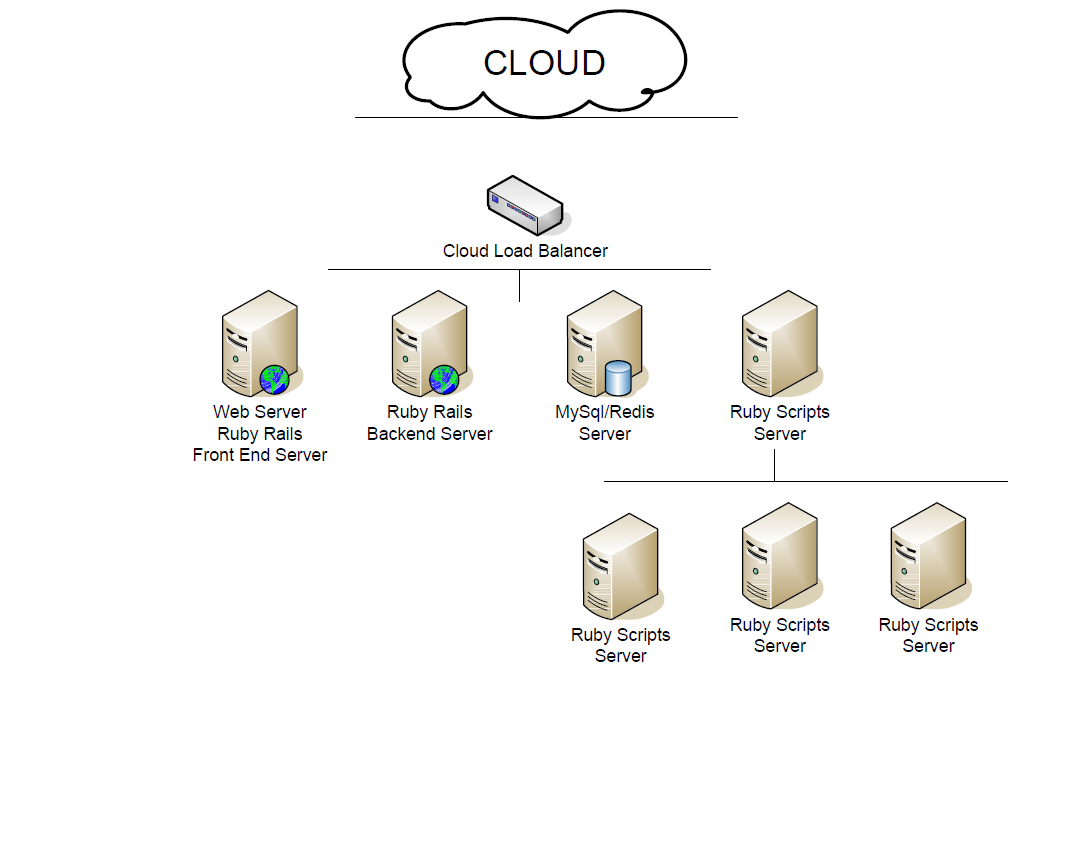 CLOUD
Cloud Load Balancer
Web Server
Ruby Rails
Front End Server
Ruby Rails
Backend Server
MySql/Redis
Server
Ruby Scripts
Server
Ruby Scripts
Server
Ruby Scripts
Server
Ruby Scripts
Server